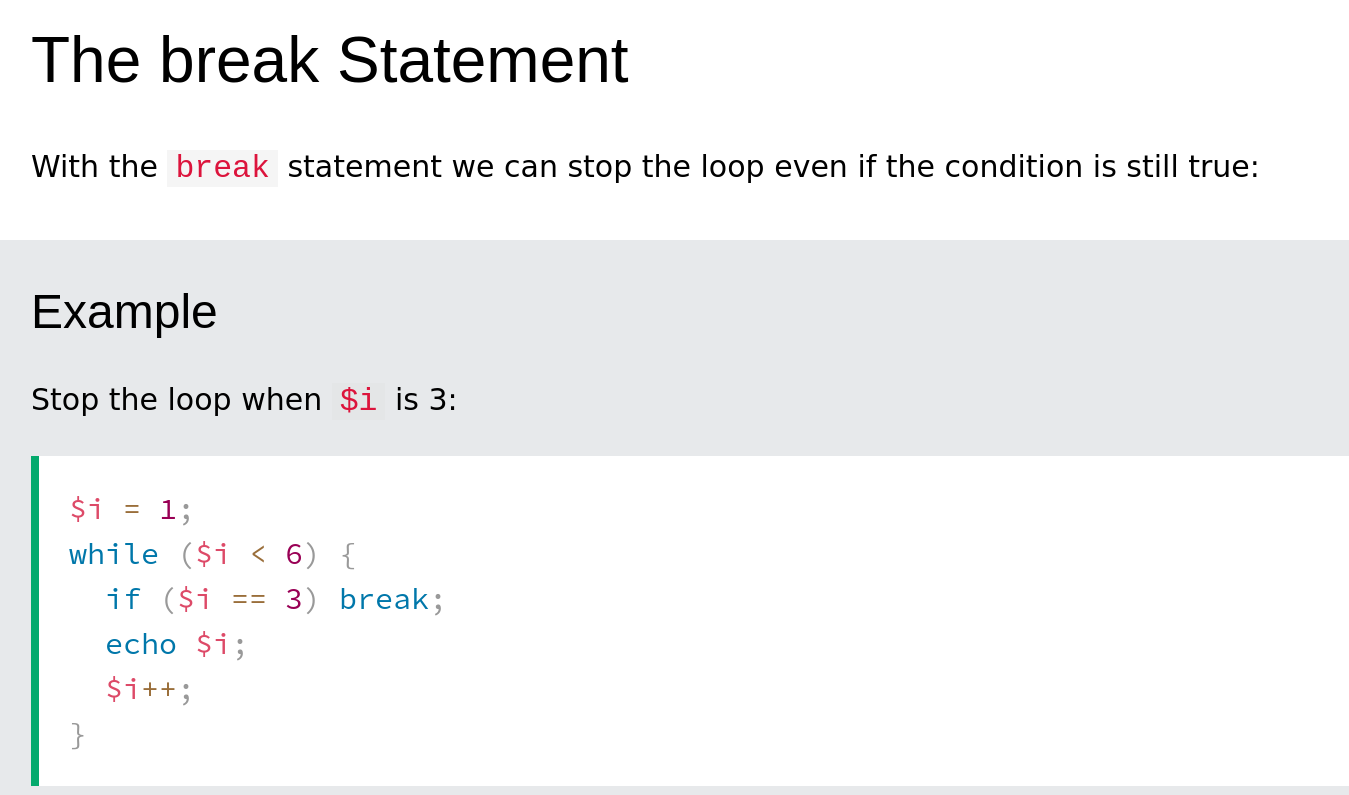 The break Statement
With the break statement we can stop the loop even if the condition is still true:
Example
Stop the loop when $i is 3:
$i = 1;
while ($i < 6) {
  if ($i == 3) break;
  echo $i;
  $i++;
}